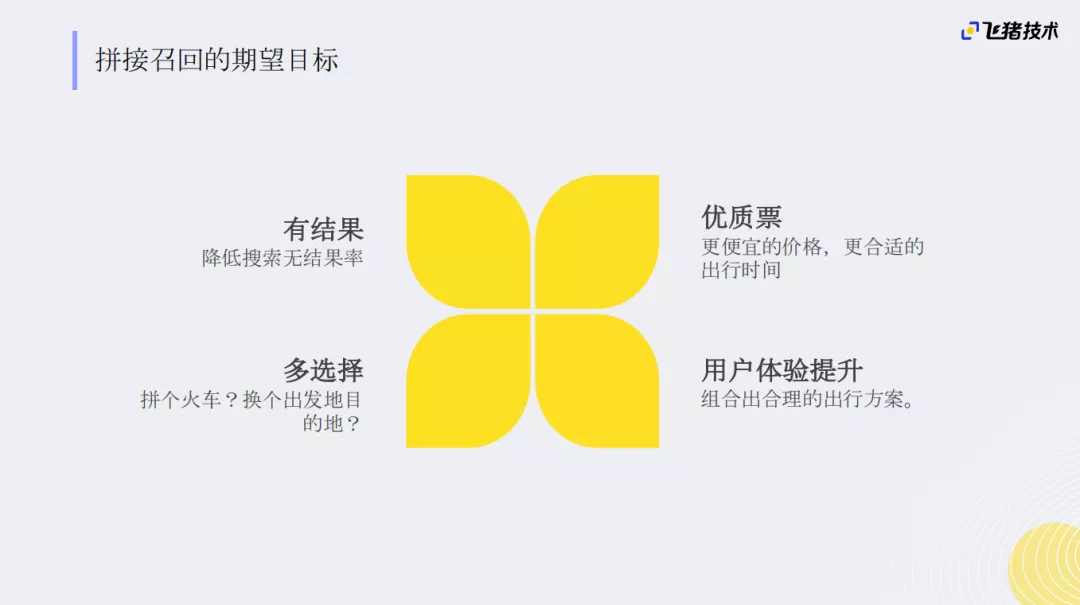 拼接召回的期望目标
飞猪技术
有结果
降低搜索无结果率
优质票
更便宜的价格，更合适的
出行时间
多选择
拼个火车？换个出发地目
的地？
用户体验提升
组合出合理的出行方案。